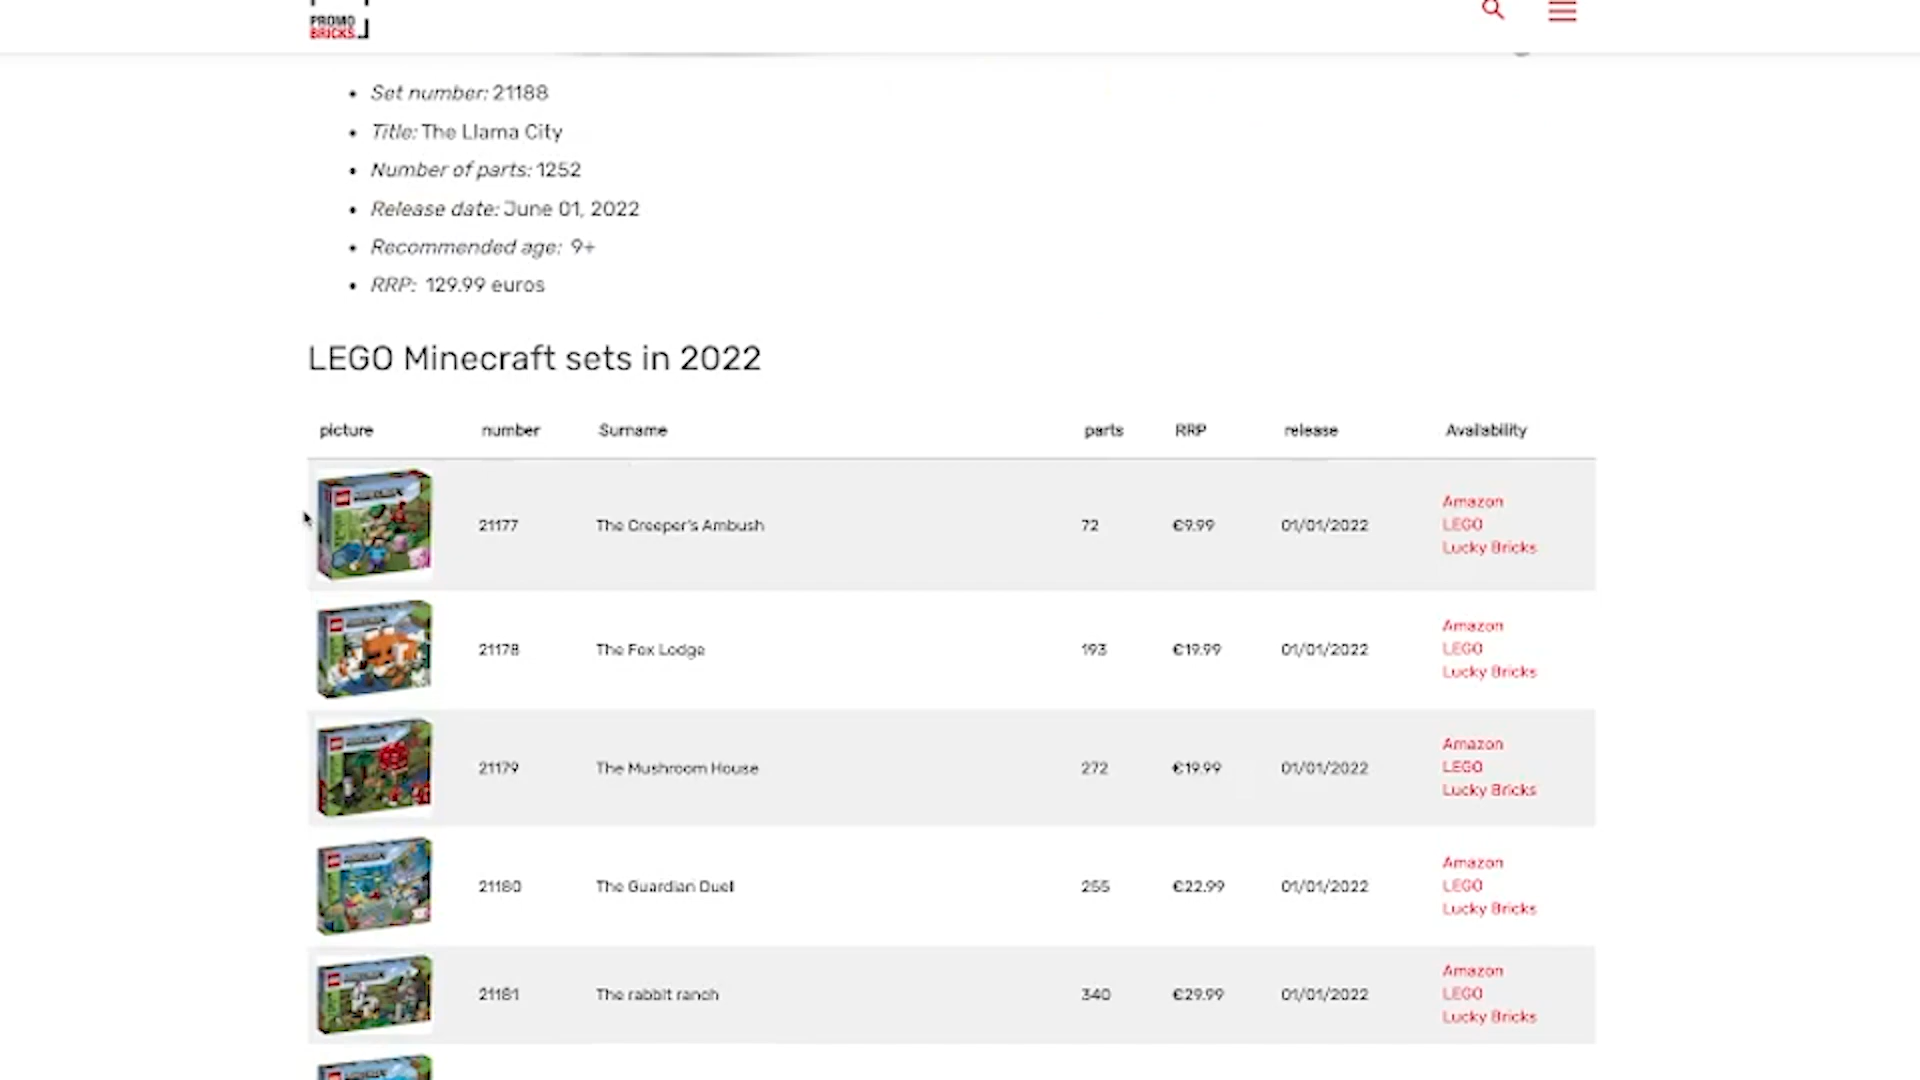 PROMO
BRICKS
Set number: 21188
Title: The Llama City
Number of parts: 1252
Release date: June 01, 2022
Recommended age: 9+
RRP: 129.99 euros
LEGO Minecraft sets in 2022
picture number Surname parts RRP release Availability
21177 The Creeper's Ambush 72 €9.99 01/01/2022 Amazon
LEGO
Lucky Bricks
21178 The Fox Lodge 193 €19.99 01/01/2022 Amazon
LEGO
Lucky Bricks
21179 The Mushroom House 272 €19.99 01/01/2022 Amazon
LEGO
Lucky Bricks
21180 The Guardian Duel 255 €22.99 01/01/2022 Amazon
LEGO
Lucky Bricks
21181 The rabbit ranch 340 €29.99 01/01/2022 Amazon
LEGO
Lucky Bricks